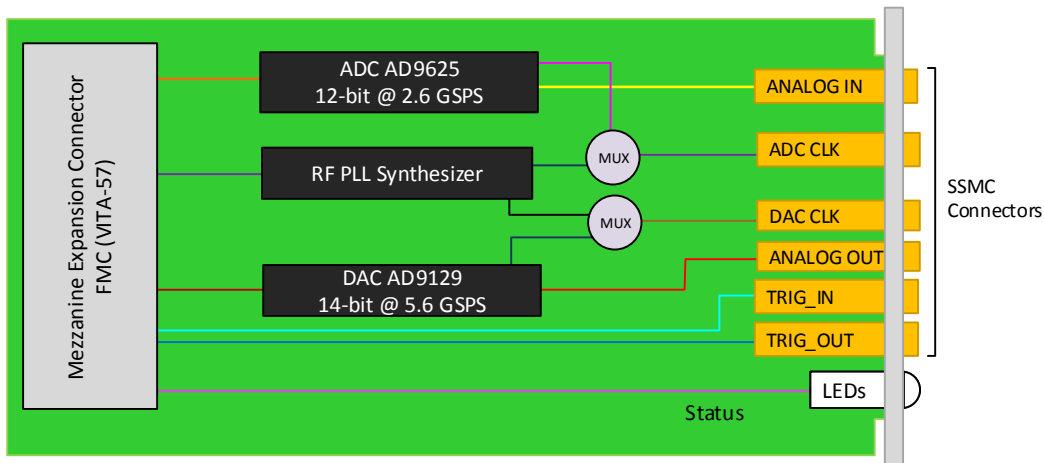 Mezzanine Expansion Connector
FMC (VITA-57)
ADC AD9625
12-bit @ 2.6 GSPS
RF PLL Synthesizer
DAC AD9129
14-bit @ 5.6 GSPS
MUX
MUX
ANALOG IN
ADC CLK
DAC CLK
ANALOG OUT
TRIG_IN
TRIG_OUT
LEDs
Status
SSMC
Connectors